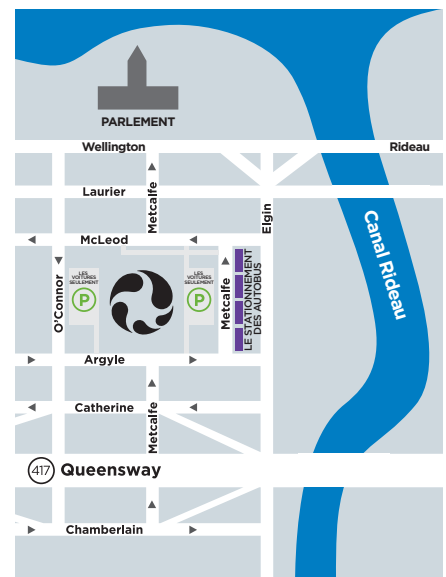 PARLEMENT
Wellington
Rideau
Laurier
Metcalfe
Elgin
McLeod
Canal Rideau
O'Connor
LES
VOITURES
SEULEMENT
P
LES
VOITURES
SEULEMENT
P
Metcalfe
LE STATIONNEMENT
DES AUTOBUS
Argyle
Catherine
Metcalfe
417 Queensway
Chamberlain